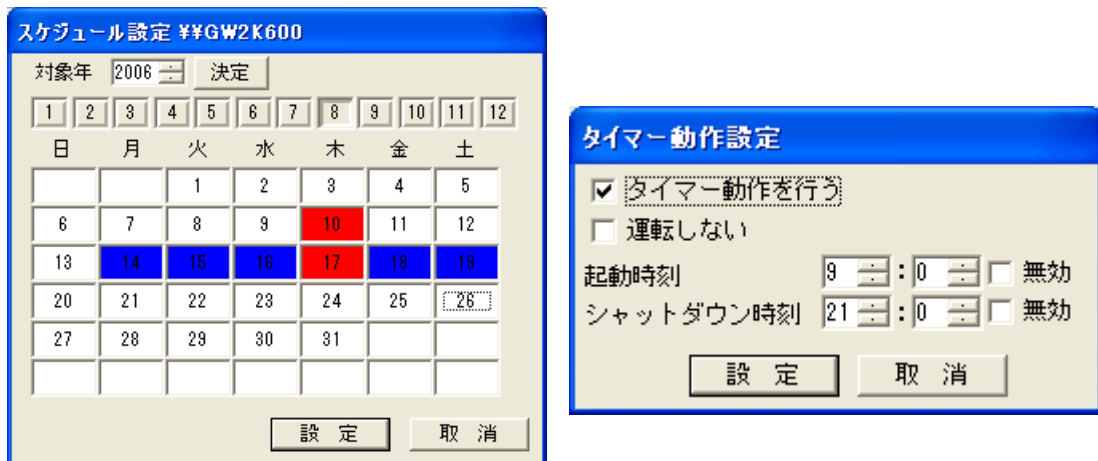 スケジュール設定 ¥¥GW2K600
対象年 2006 決定
1 2 3 4 5 6 7 8 9 10 11 12
日 月 火 水 木 金 土
1 2 3 4 5
6 7 8 9 10 11 12
13 14 15 16 17 18 19
20 21 22 23 24 25 26
27 28 29 30 31
設 定 取 消
タイマー動作設定
タイマー動作を行う
運転しない
起動時刻 9 : 0 無効
シャットダウン時刻 21 : 0 無効
設 定 取 消